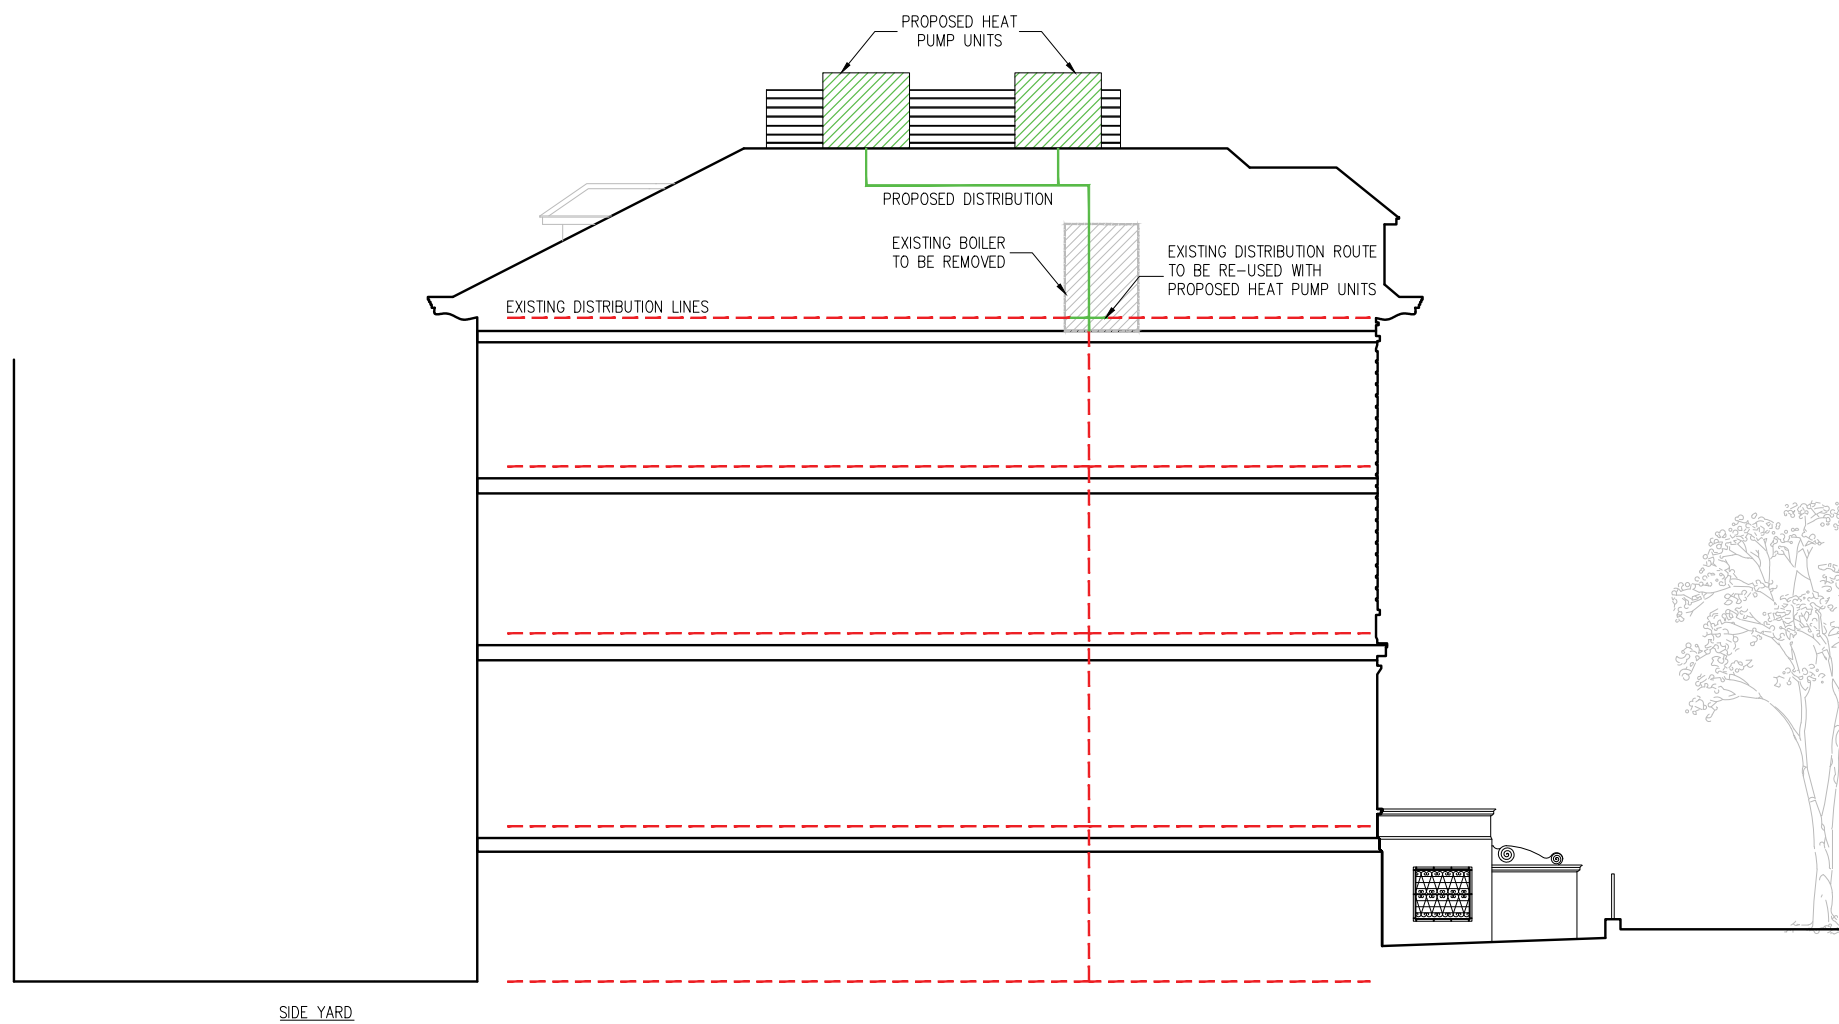 PROPOSED HEAT
PUMP UNITS
PROPOSED DISTRIBUTION
EXISTING BOILER
TO BE REMOVED
EXISTING DISTRIBUTION ROUTE
TO BE RE-USED WITH
PROPOSED HEAT PUMP UNITS
EXISTING DISTRIBUTION LINES
SIDE YARD